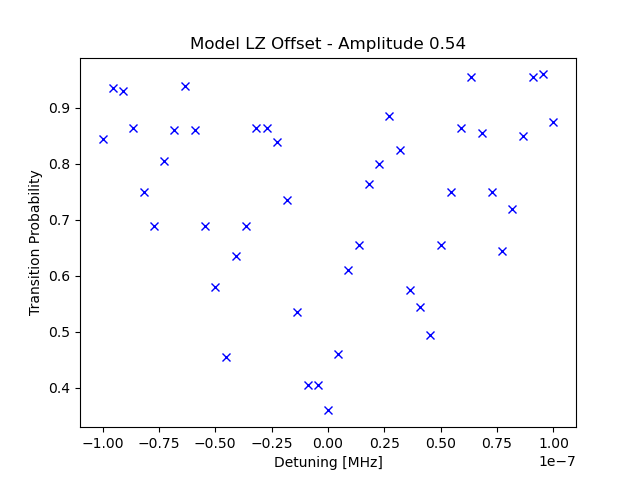 Model LZ Offset - Amplitude 0.54
Transition Probability
0.9
0.8
0.7
0.6
0.5
0.4
−1.00 −0.75 −0.50 −0.25 0.00 0.25 0.50 0.75 1.00
1e−7
Detuning [MHz]